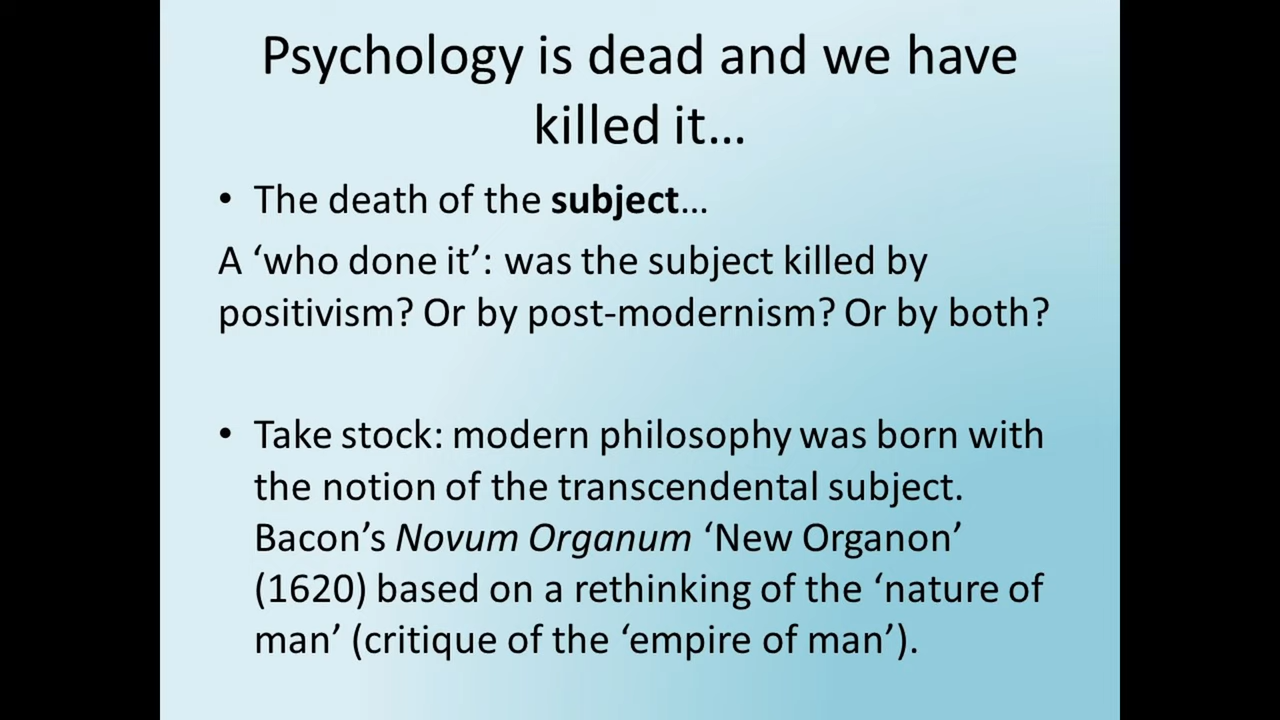 Psychology is dead and we have
killed it…
• The death of the subject…
A ‘who done it’: was the subject killed by
positivism? Or by post-modernism? Or by both?
• Take stock: modern philosophy was born with
the notion of the transcendental subject.
Bacon’s Novum Organum ‘New Organon’
(1620) based on a rethinking of the ‘nature of
man’ (critique of the ‘empire of man’).